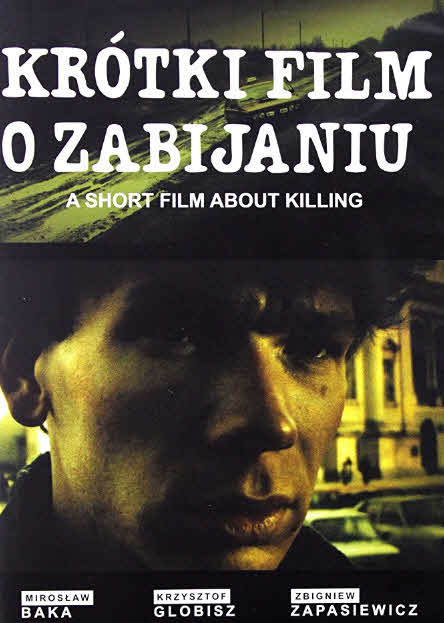 KRÓTKI FILM
O ZABIJANIU
A SHORT FILM ABOUT KILLING
MIROSŁAW
BAKA
KRZYSZTOF
GLOBISZ
ZBIGNIEW
ZAPASIEWICZ